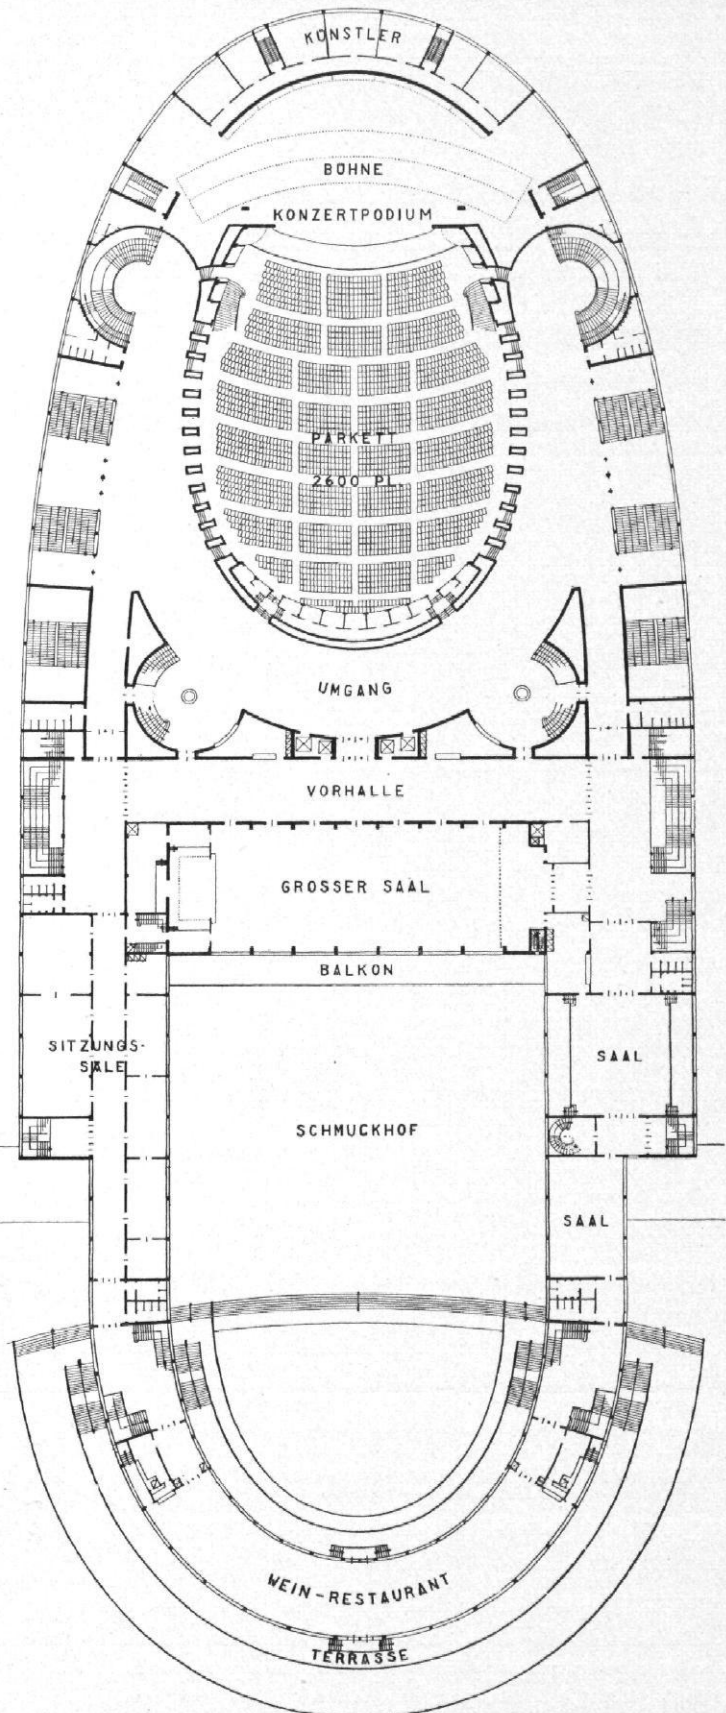 KÜNSTLER
BÜHNE
KONZERTPODIUM
PARKETT
2600 PL.
UMGANG
VORHALLE
GROSSER SAAL
BALKON
SITZUNGS-
SÄLE
SAAL
SCHMUCKHOF
SAAL
WEIN-RESTAURANT
TERRASSE